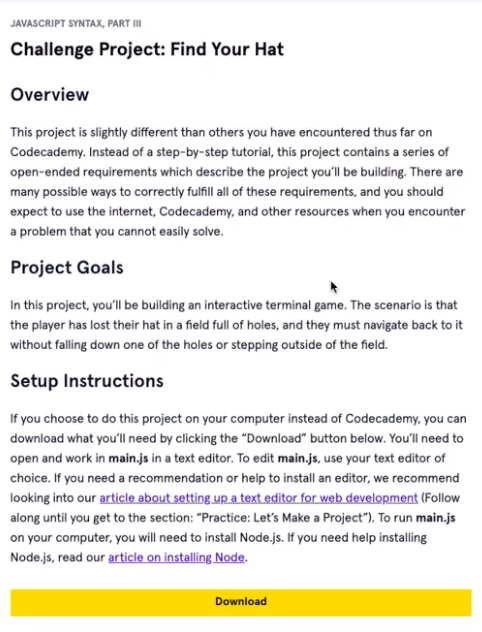 JAVASCRIPT SYNTAX, PART III
Challenge Project: Find Your Hat
Overview
This project is slightly different than others you have encountered thus far on
Codecademy. Instead of a step-by-step tutorial, this project contains a series of
open-ended requirements which describe the project you'll be building. There are
many possible ways to correctly fulfill all of these requirements, and you should
expect to use the internet, Codecademy, and other resources when you encounter
a problem that you cannot easily solve.
Project Goals
In this project, you'll be building an interactive terminal game. The scenario is that
the player has lost their hat in a field full of holes, and they must navigate back to it
without falling down one of the holes or stepping outside of the field.
Setup Instructions
If you choose to do this project on your computer instead of Codecademy, you can
download what you'll need by clicking the "Download" button below. You'll need to
open and work in main.js in a text editor. To edit main.js, use your text editor of
choice. If you need a recommendation or help to install an editor, we recommend
looking into our article about setting up a text editor for web development (Follow
along until you get to the section: "Practice: Let's Make a Project"). To run main.js
on your computer, you will need to install Node.js. If you need help installing
Node.js, read our article on installing Node.
Download